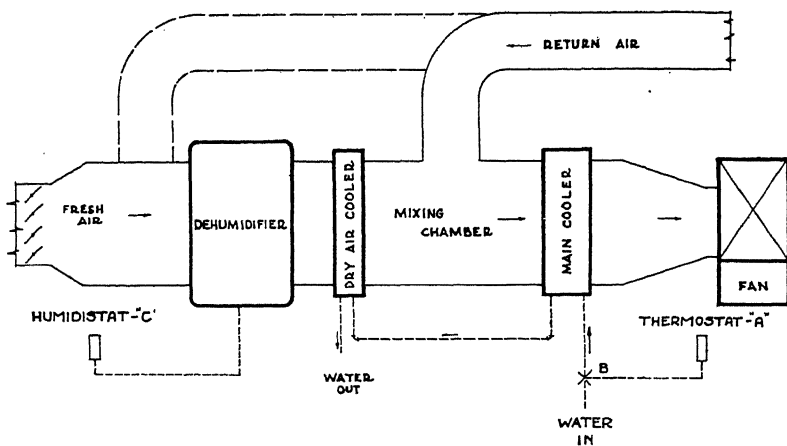 RETURN AIR
FRESH
AIR
DEHUMIDIFIER
DRY AIR COOLER
MIXING
CHAMBER
MAIN COOLER
FAN
HUMIDISTAT-"C'
THERMOSTAT-"A"
WATER
OUT
B
WATER
IN